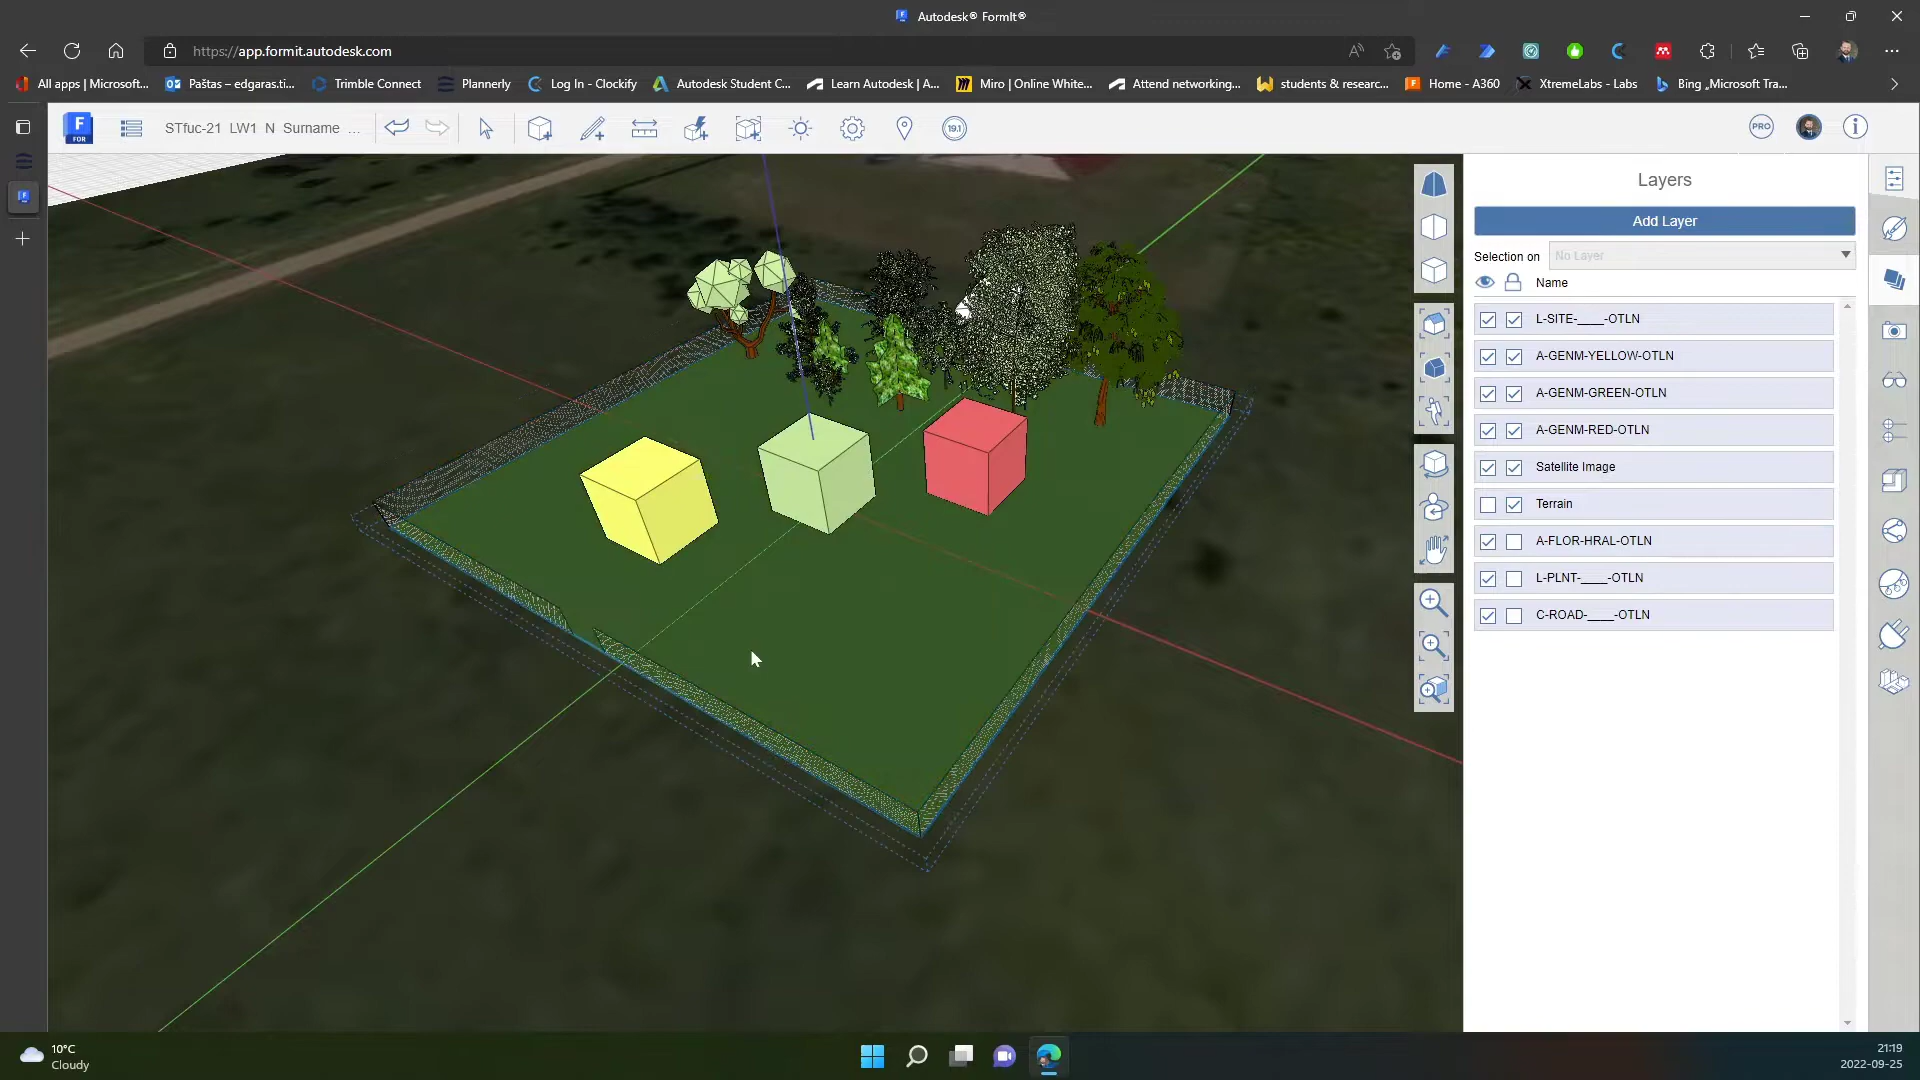 Autodesk® FormIt®
https://app.formit.autodesk.com
All apps | Microsoft...
Paštas – edgaras.ti...
Trimble Connect
Plannerly
Log In - Clockify
Autodesk Student C...
Learn Autodesk | A...
Miro | Online White...
Attend networking...
students & researc...
Home - A360
XtremeLabs - Labs
Bing „Microsoft Tra...
F
FOR
STfuc-21 LW1 N Surname ...
19.1
PRO
Layers
Add Layer
Selection on
No Layer
Name
L-SITE-____-OTLN
A-GENM-YELLOW-OTLN
A-GENM-GREEN-OTLN
A-GENM-RED-OTLN
Satellite Image
Terrain
A-FLOR-HRAL-OTLN
L-PLNT-____-OTLN
C-ROAD-____-OTLN
10°C
Cloudy
21:19
2022-09-25